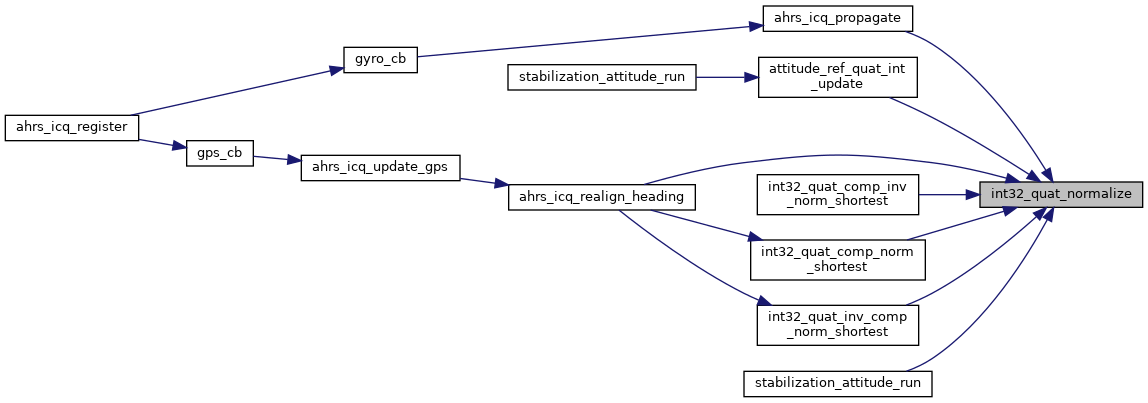 ahrs_icq_propagate
gyro_cb
attitude_ref_quat_int
_update
stabilization_attitude_run
ahrs_icq_register
gps_cb
ahrs_icq_update_gps
ahrs_icq_realign_heading
int32_quat_comp_inv
_norm_shortest
int32_quat_normalize
int32_quat_comp_norm
_shortest
int32_quat_inv_comp
_norm_shortest
stabilization_attitude_run